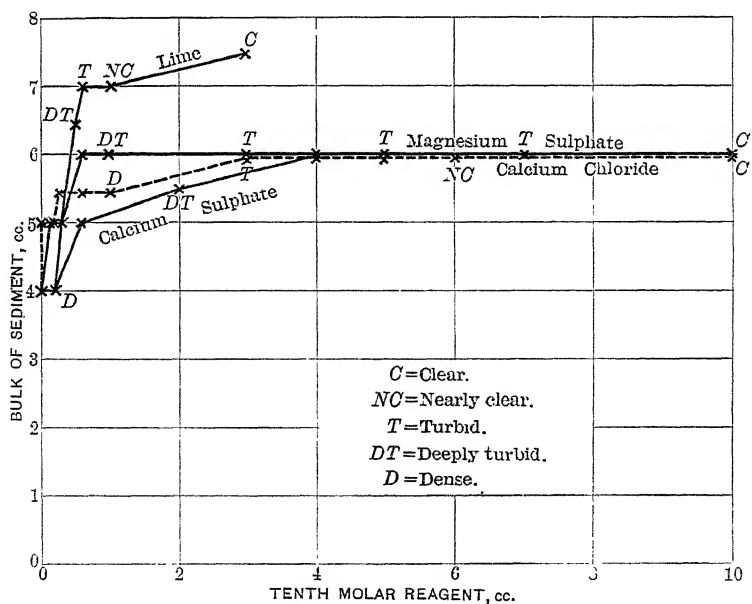 8
C
T NC Lime
7
DT
DT T T Magnesium T Sulphate C
6
D T NC Calcium Chloride C
DT Sulphate
Calcium
5
4
D
3
C=Clear.
NC=Nearly clear.
2
T=Turbid.
DT=Deeply turbid.
1
D=Dense.
0
0 2 4 6 8 10
TENTH MOLAR REAGENT, cc.
BULK OF SEDIMENT, cc.